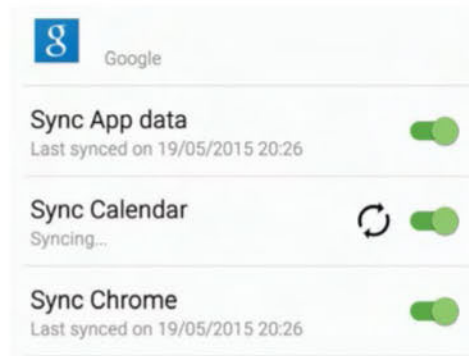 g
Google
Sync App data
Last synced on 19/05/2015 20:26
Sync Calendar
Syncing...
Sync Chrome
Last synced on 19/05/2015 20:26